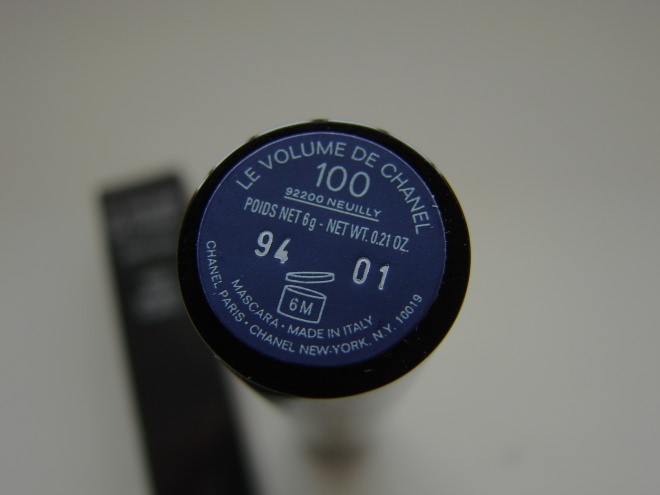 LE VOLUME DE CHANEL
100
92200 NEUILLY
POIDS NET 6g - NET WT. 0.21 OZ.
94 01
6M
MASCARA · MADE IN ITALY
CHANEL PARIS · CHANEL NEW-YORK, N.Y. 10019